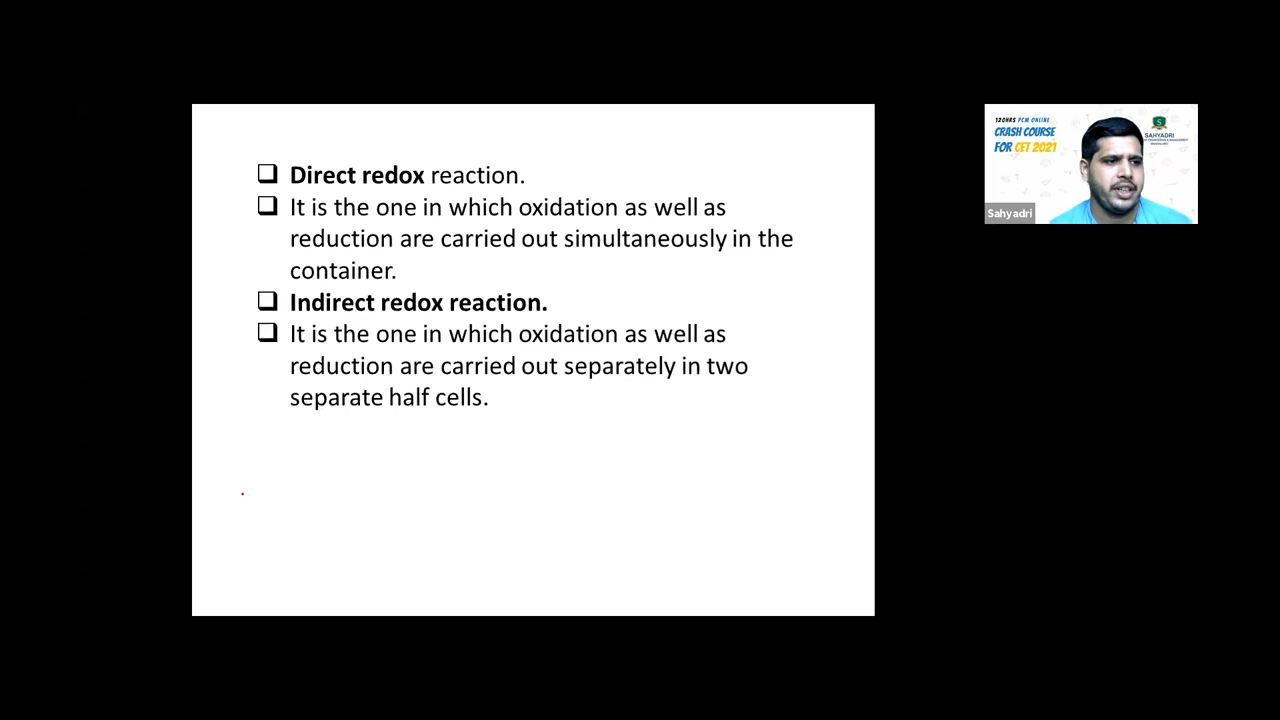 ❑ Direct redox reaction.
❑ It is the one in which oxidation as well as
reduction are carried out simultaneously in the
container.
❑ Indirect redox reaction.
❑ It is the one in which oxidation as well as
reduction are carried out separately in two
separate half cells.
120HRS PCM ONLINE
CRASH COURSE
FOR CET 2021
SAHYADRI
Sahyadri